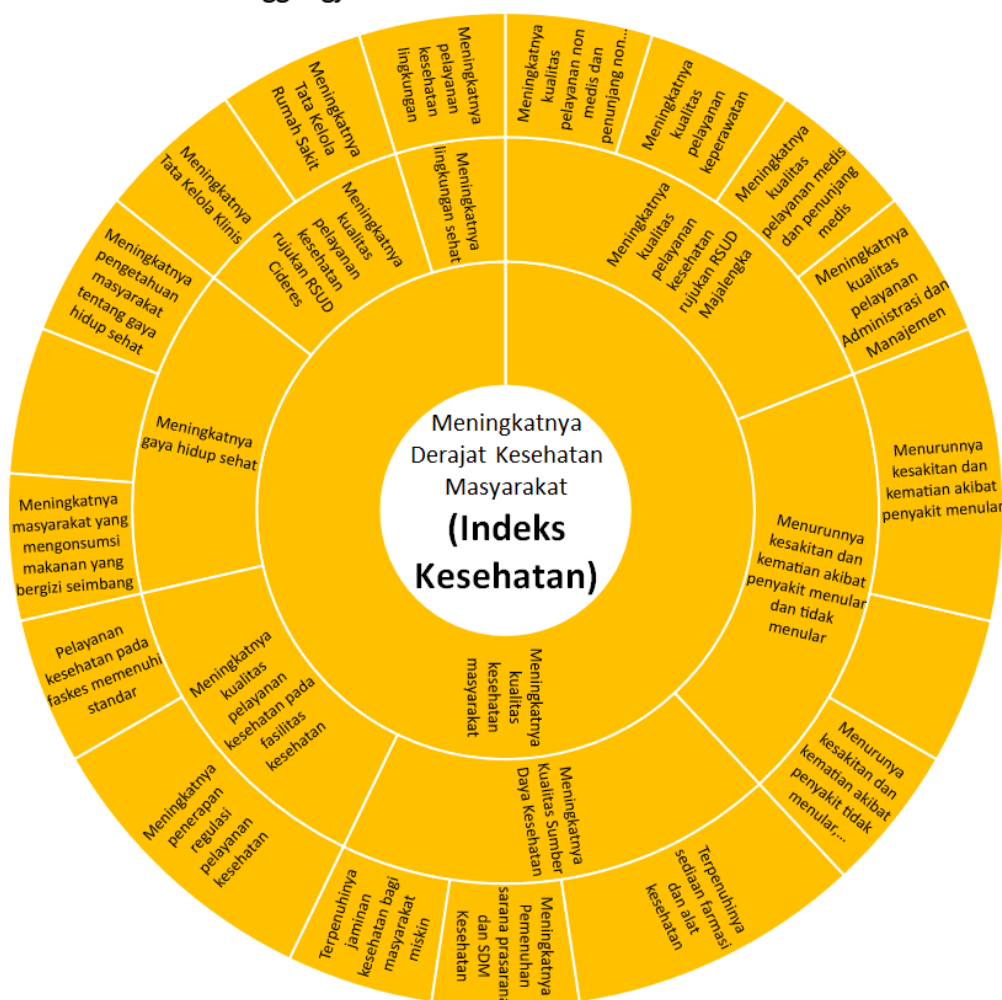 Meningkatnya
Derajat Kesehatan
Masyarakat
(Indeks
Kesehatan)
Meningkatnya
kualitas
kesehatan
masyarakat
Meningkatnya
kualitas
pelayanan
kesehatan
rujukan RSUD
Majalengka
Menurunnya
kesakitan dan
kematian akibat
penyakit menular
dan tidak
menular
Meningkatnya
Kualitas Sumber
Daya Kesehatan
Meningkatnya
kualitas
pelayanan
kesehatan pada
fasilitas
kesehatan
Meningkatnya
gaya hidup sehat
Meningkatnya
kualitas
pelayanan
kesehatan
rujukan RSUD
Cideres
Meningkatnya
lingkungan sehat
Meningkatnya
kualitas
pelayanan non
medis dan
penunjang non...
Meningkatnya
kualitas
pelayanan
keperawatan
Meningkatnya
kualitas
pelayanan medis
dan penunjang
medis
Meningkatnya
kualitas
pelayanan
Administrasi dan
Manajemen
Menurunnya
kesakitan dan
kematian akibat
penyakit menular
Menurunya
kesakitan dan
kematian akibat
penyakit tidak
menular,...
Terpenuhinya
sediaan farmasi
dan alat
kesehatan
Meningkatnya
Pemenuhan
sarana prasarana
dan SDM
Kesehatan
Terpenuhinya
jaminan
kesehatan bagi
masyarakat
miskin
Meningkatnya
penerapan
regulasi
pelayanan
kesehatan
Pelayanan
kesehatan pada
faskes memenuhi
standar
Meningkatnya
masyarakat yang
mengonsumsi
makanan yang
bergizi seimbang
Meningkatnya
pengetahuan
masyarakat
tentang gaya
hidup sehat
Meningkatnya
Tata Kelola Klinis
Meningkatnya
Tata Kelola
Rumah Sakit
Meningkatnya
pelayanan
kesehatan
lingkungan